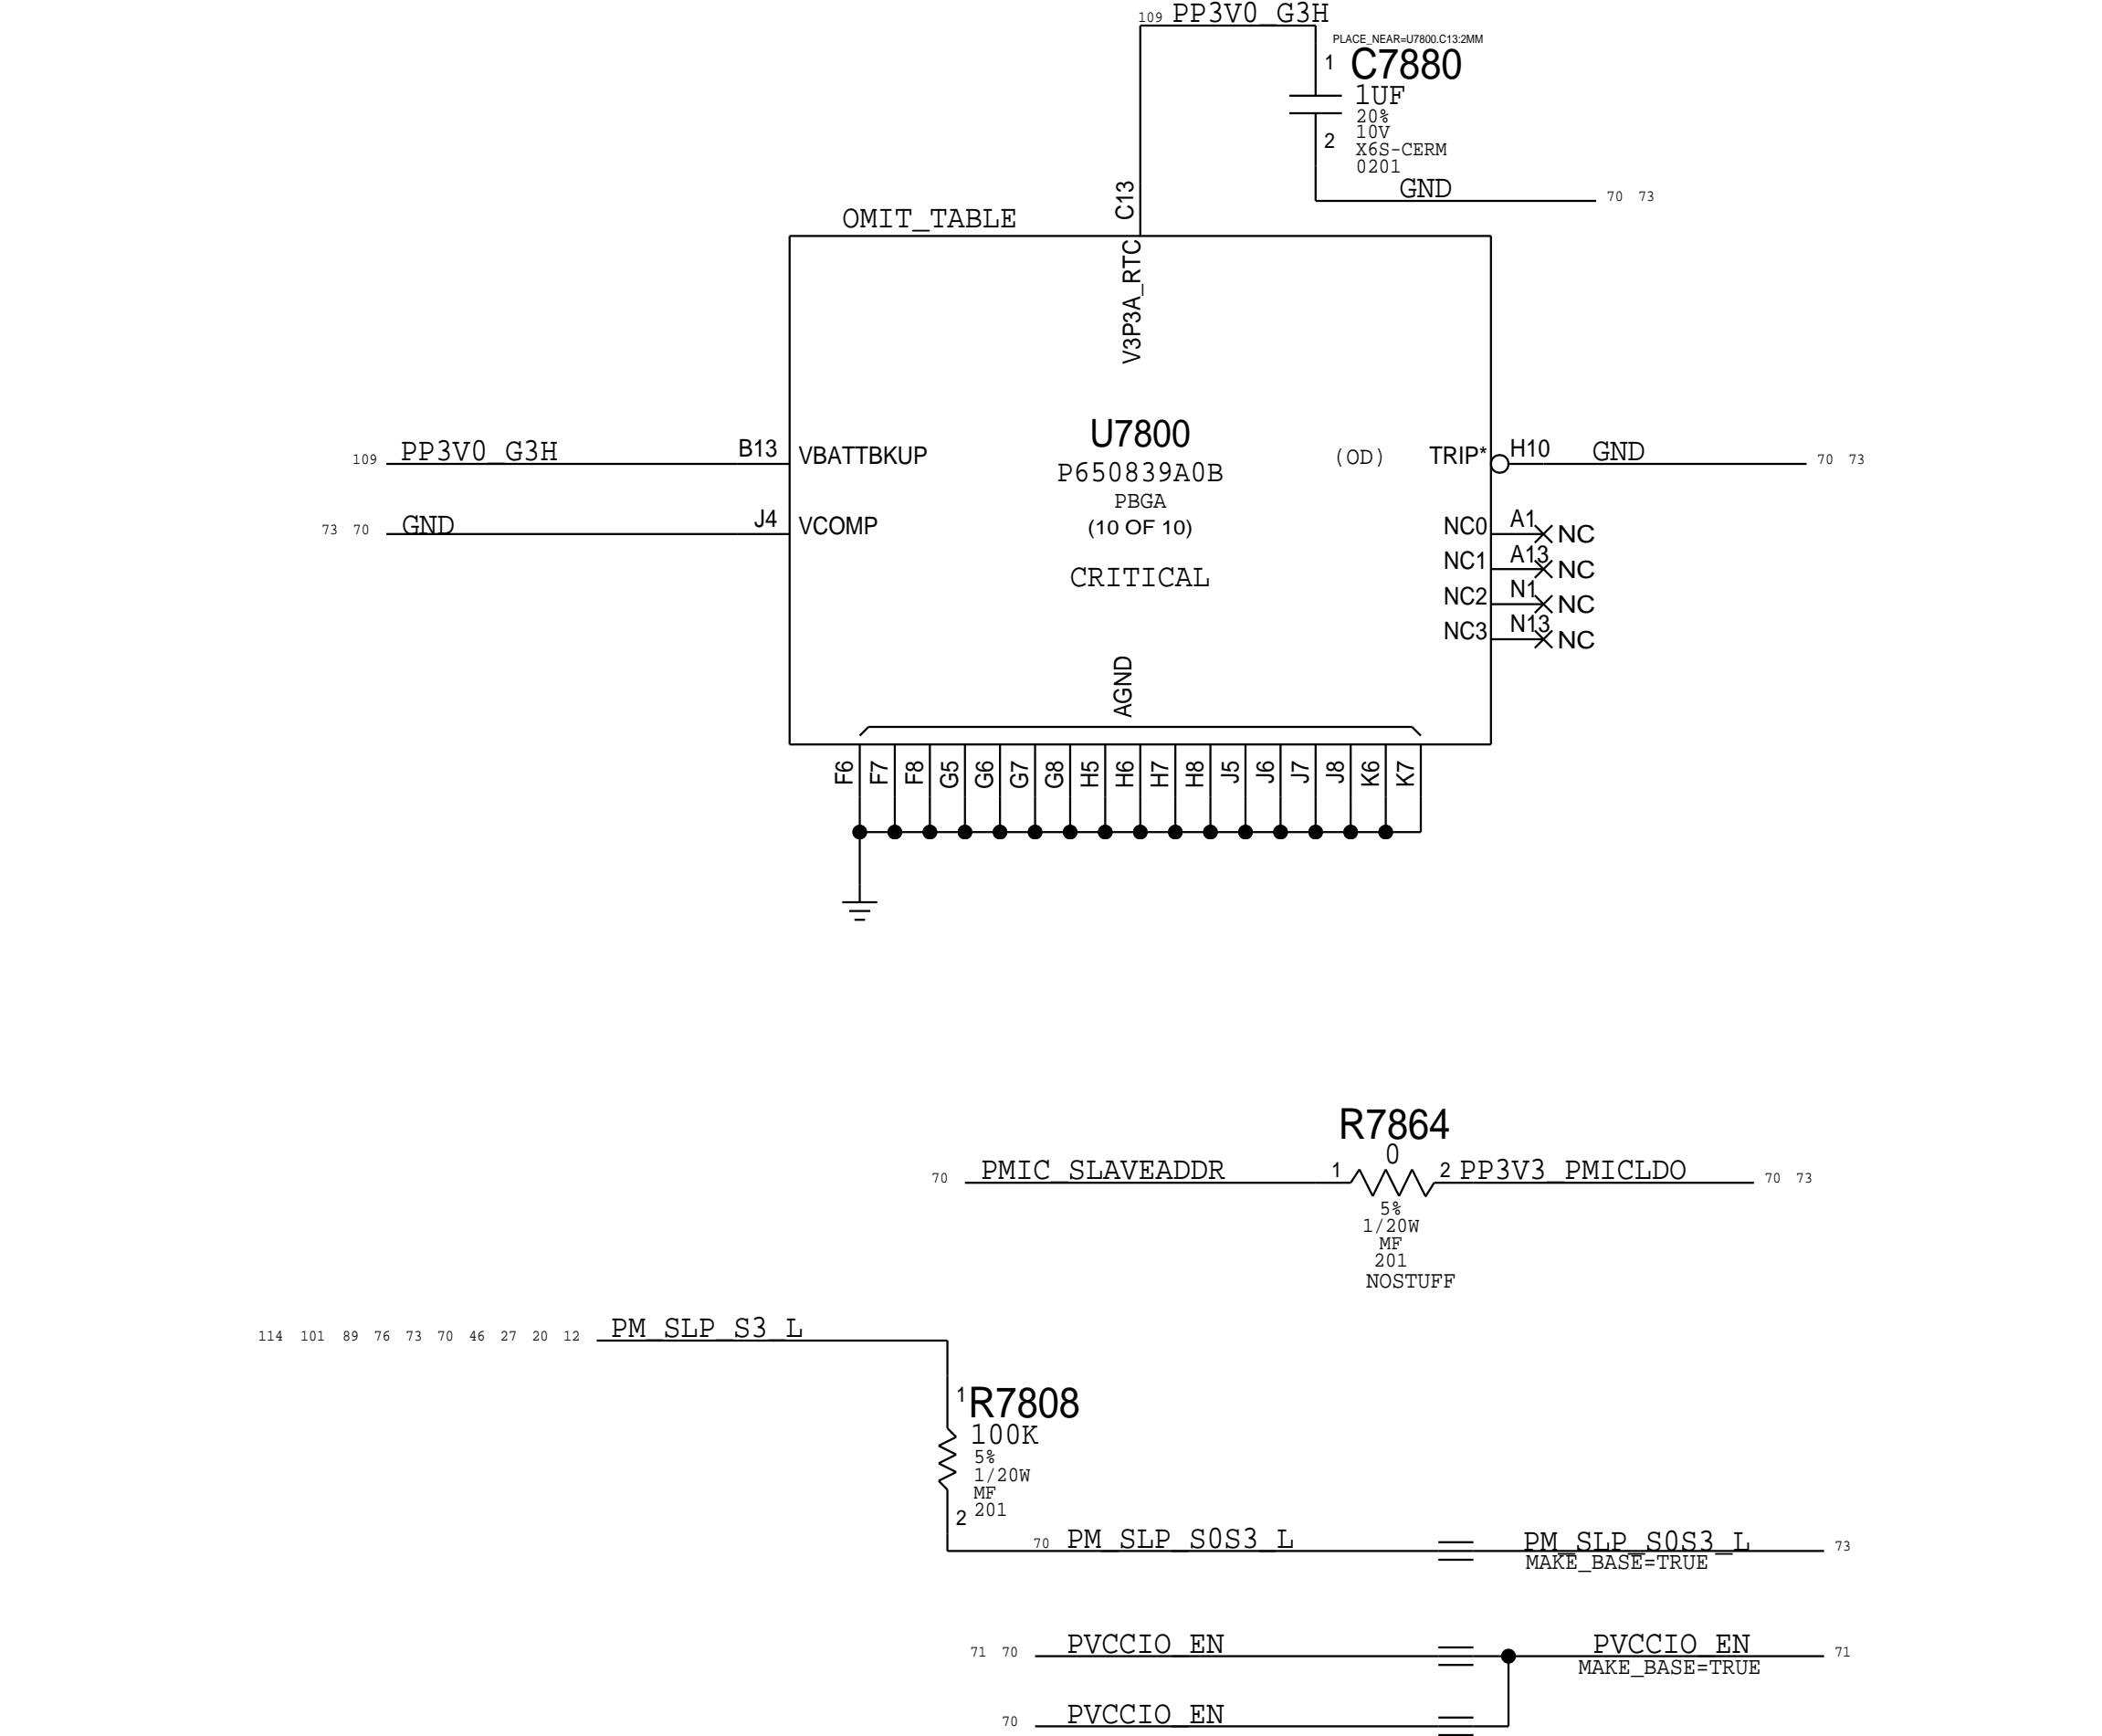 109 PP3V0_G3H
PLACE_NEAR=U7800.C13:2MM
1 C7880
1UF
20%
10V
2
X6S-CERM
0201
GND 70 73
C13
OMIT_TABLE
V3P3A_RTC
U7800
P650839A0B
PBGA
(10 OF 10)
CRITICAL
109 PP3V0_G3H B13 VBATTBKUP
(OD) TRIP* H10 GND 70 73
73 70 GND J4 VCOMP
NC0 A1 NC
NC1 A13 NC
NC2 N1 NC
NC3 N13 NC
AGND
F6 F7 F8 G5 G6 G7 G8 H5 H6 H7 H8 J5 J6 J7 J8 K6 K7
R7864
0
70 PMIC_SLAVEADDR 1 2 PP3V3_PMICLDO 70 73
5%
1/20W
MF
201
NOSTUFF
114 101 89 76 73 70 46 27 20 12 PM_SLP_S3_L
1 R7808
100K
5%
1/20W
MF
201
2
70 PM_SLP_S0S3_L PM_SLP_S0S3_L 73
MAKE_BASE=TRUE
71 70 PVCCIO_EN PVCCIO_EN 71
MAKE_BASE=TRUE
70 PVCCIO_EN